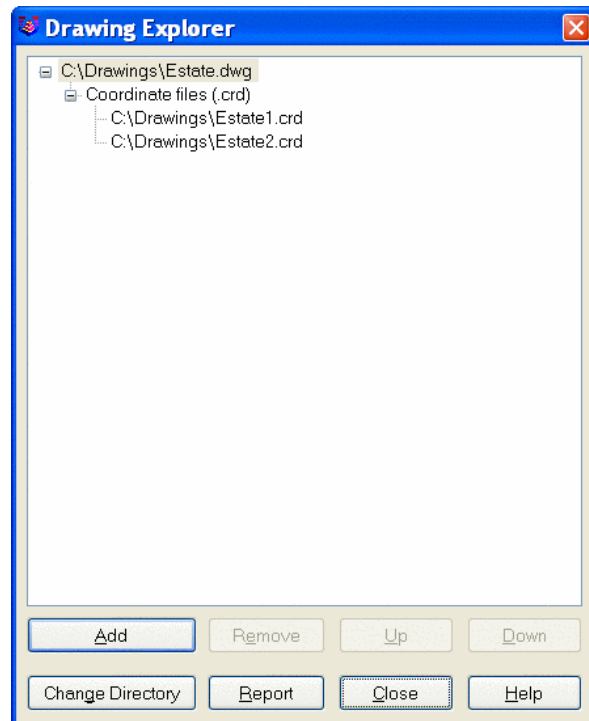 Drawing Explorer
C:\Drawings\Estate.dwg
Coordinate files (.crd)
C:\Drawings\Estate1.crd
C:\Drawings\Estate2.crd
Add Remove Up Down
Change Directory Report Close Help